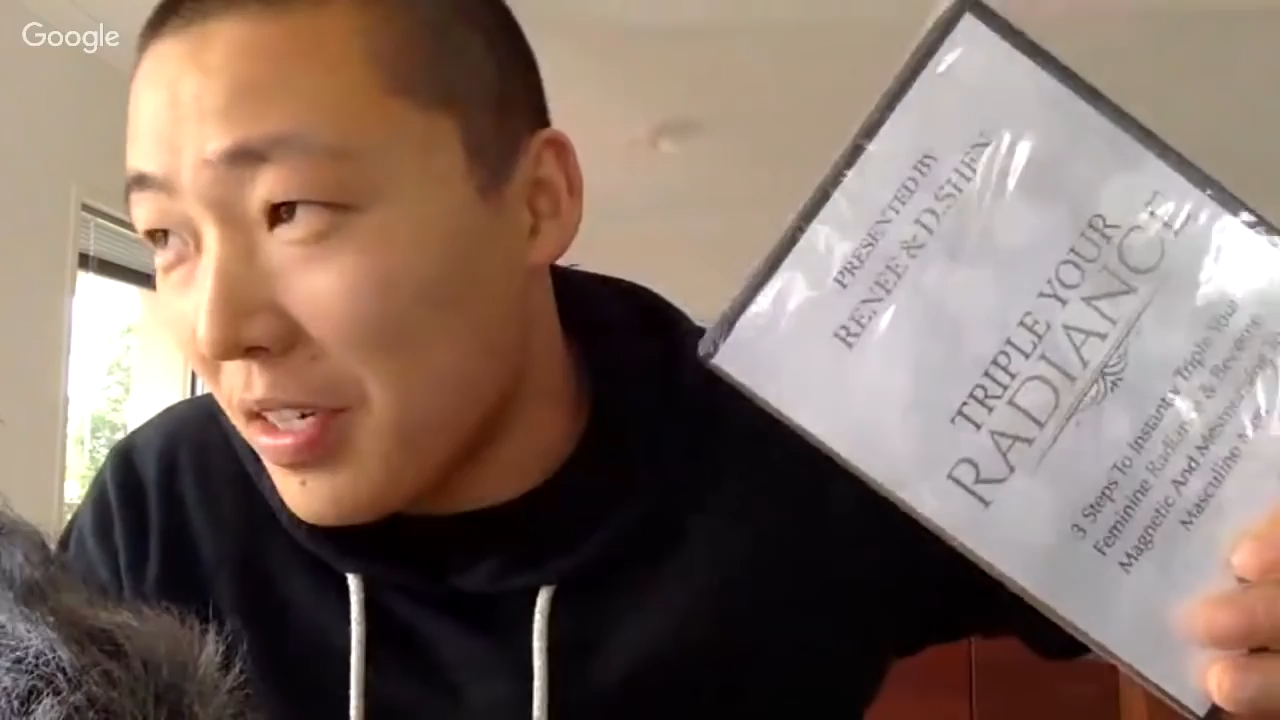 Google
PRESENTED BY
RENEE & D.SHEN
TRIPLE YOUR
RADIANCE
3 Steps To Instantly Triple Your
Feminine Radiance & Become
Magnetic And Mesmerizing
Masculine